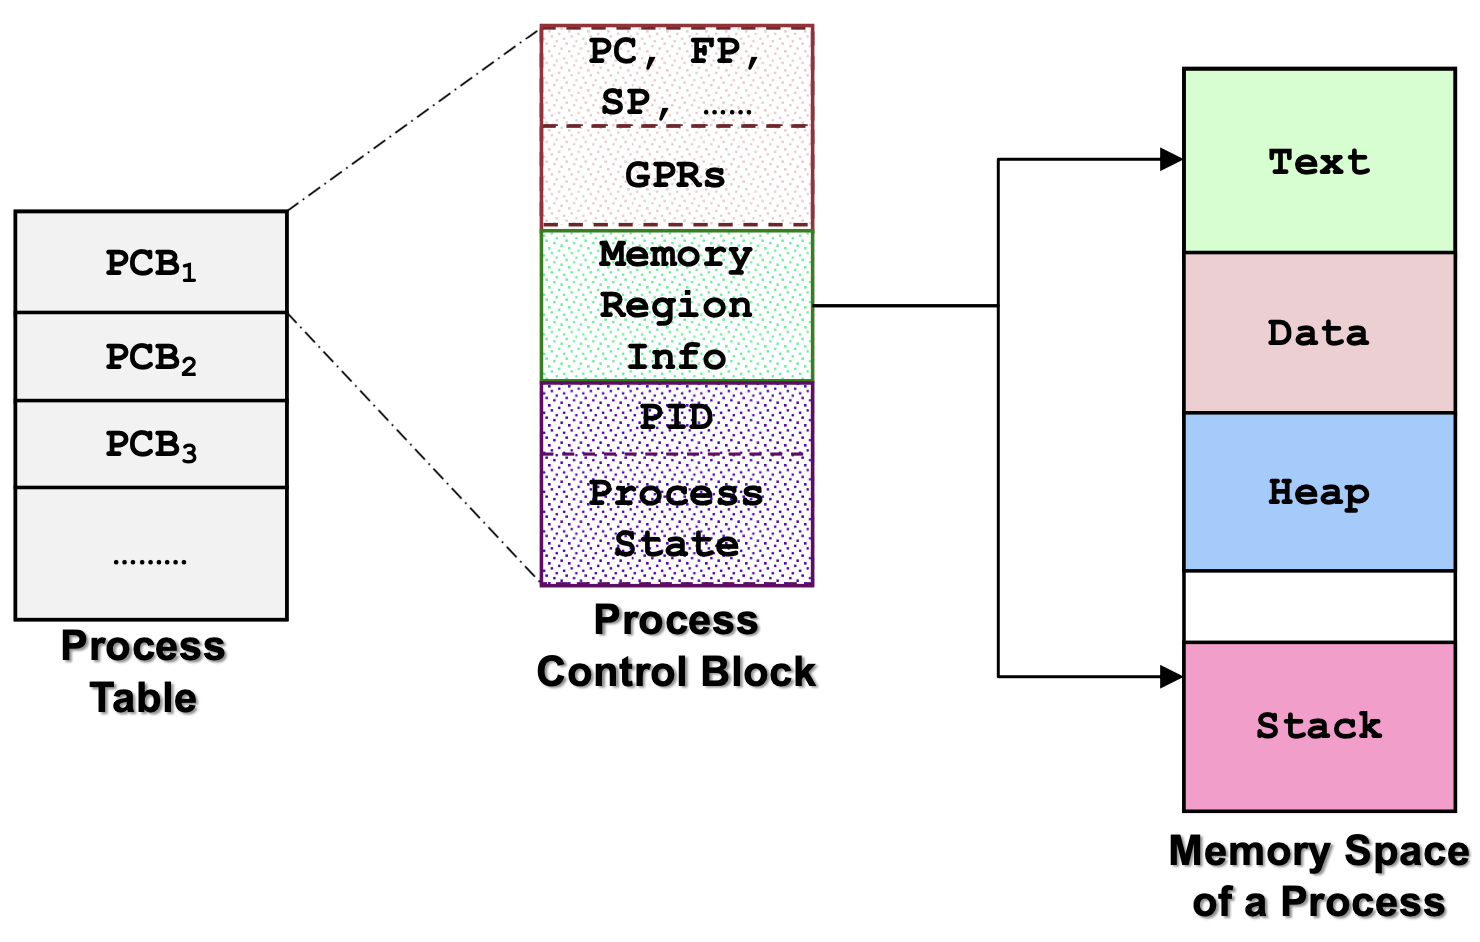 PCB1
PCB2
PCB3
.........
Process
Table
PC, FP,
SP, ……
GPRs
Memory
Region
Info
PID
Process
State
Process
Control Block
Text
Data
Heap
Stack
Memory Space
of a Process